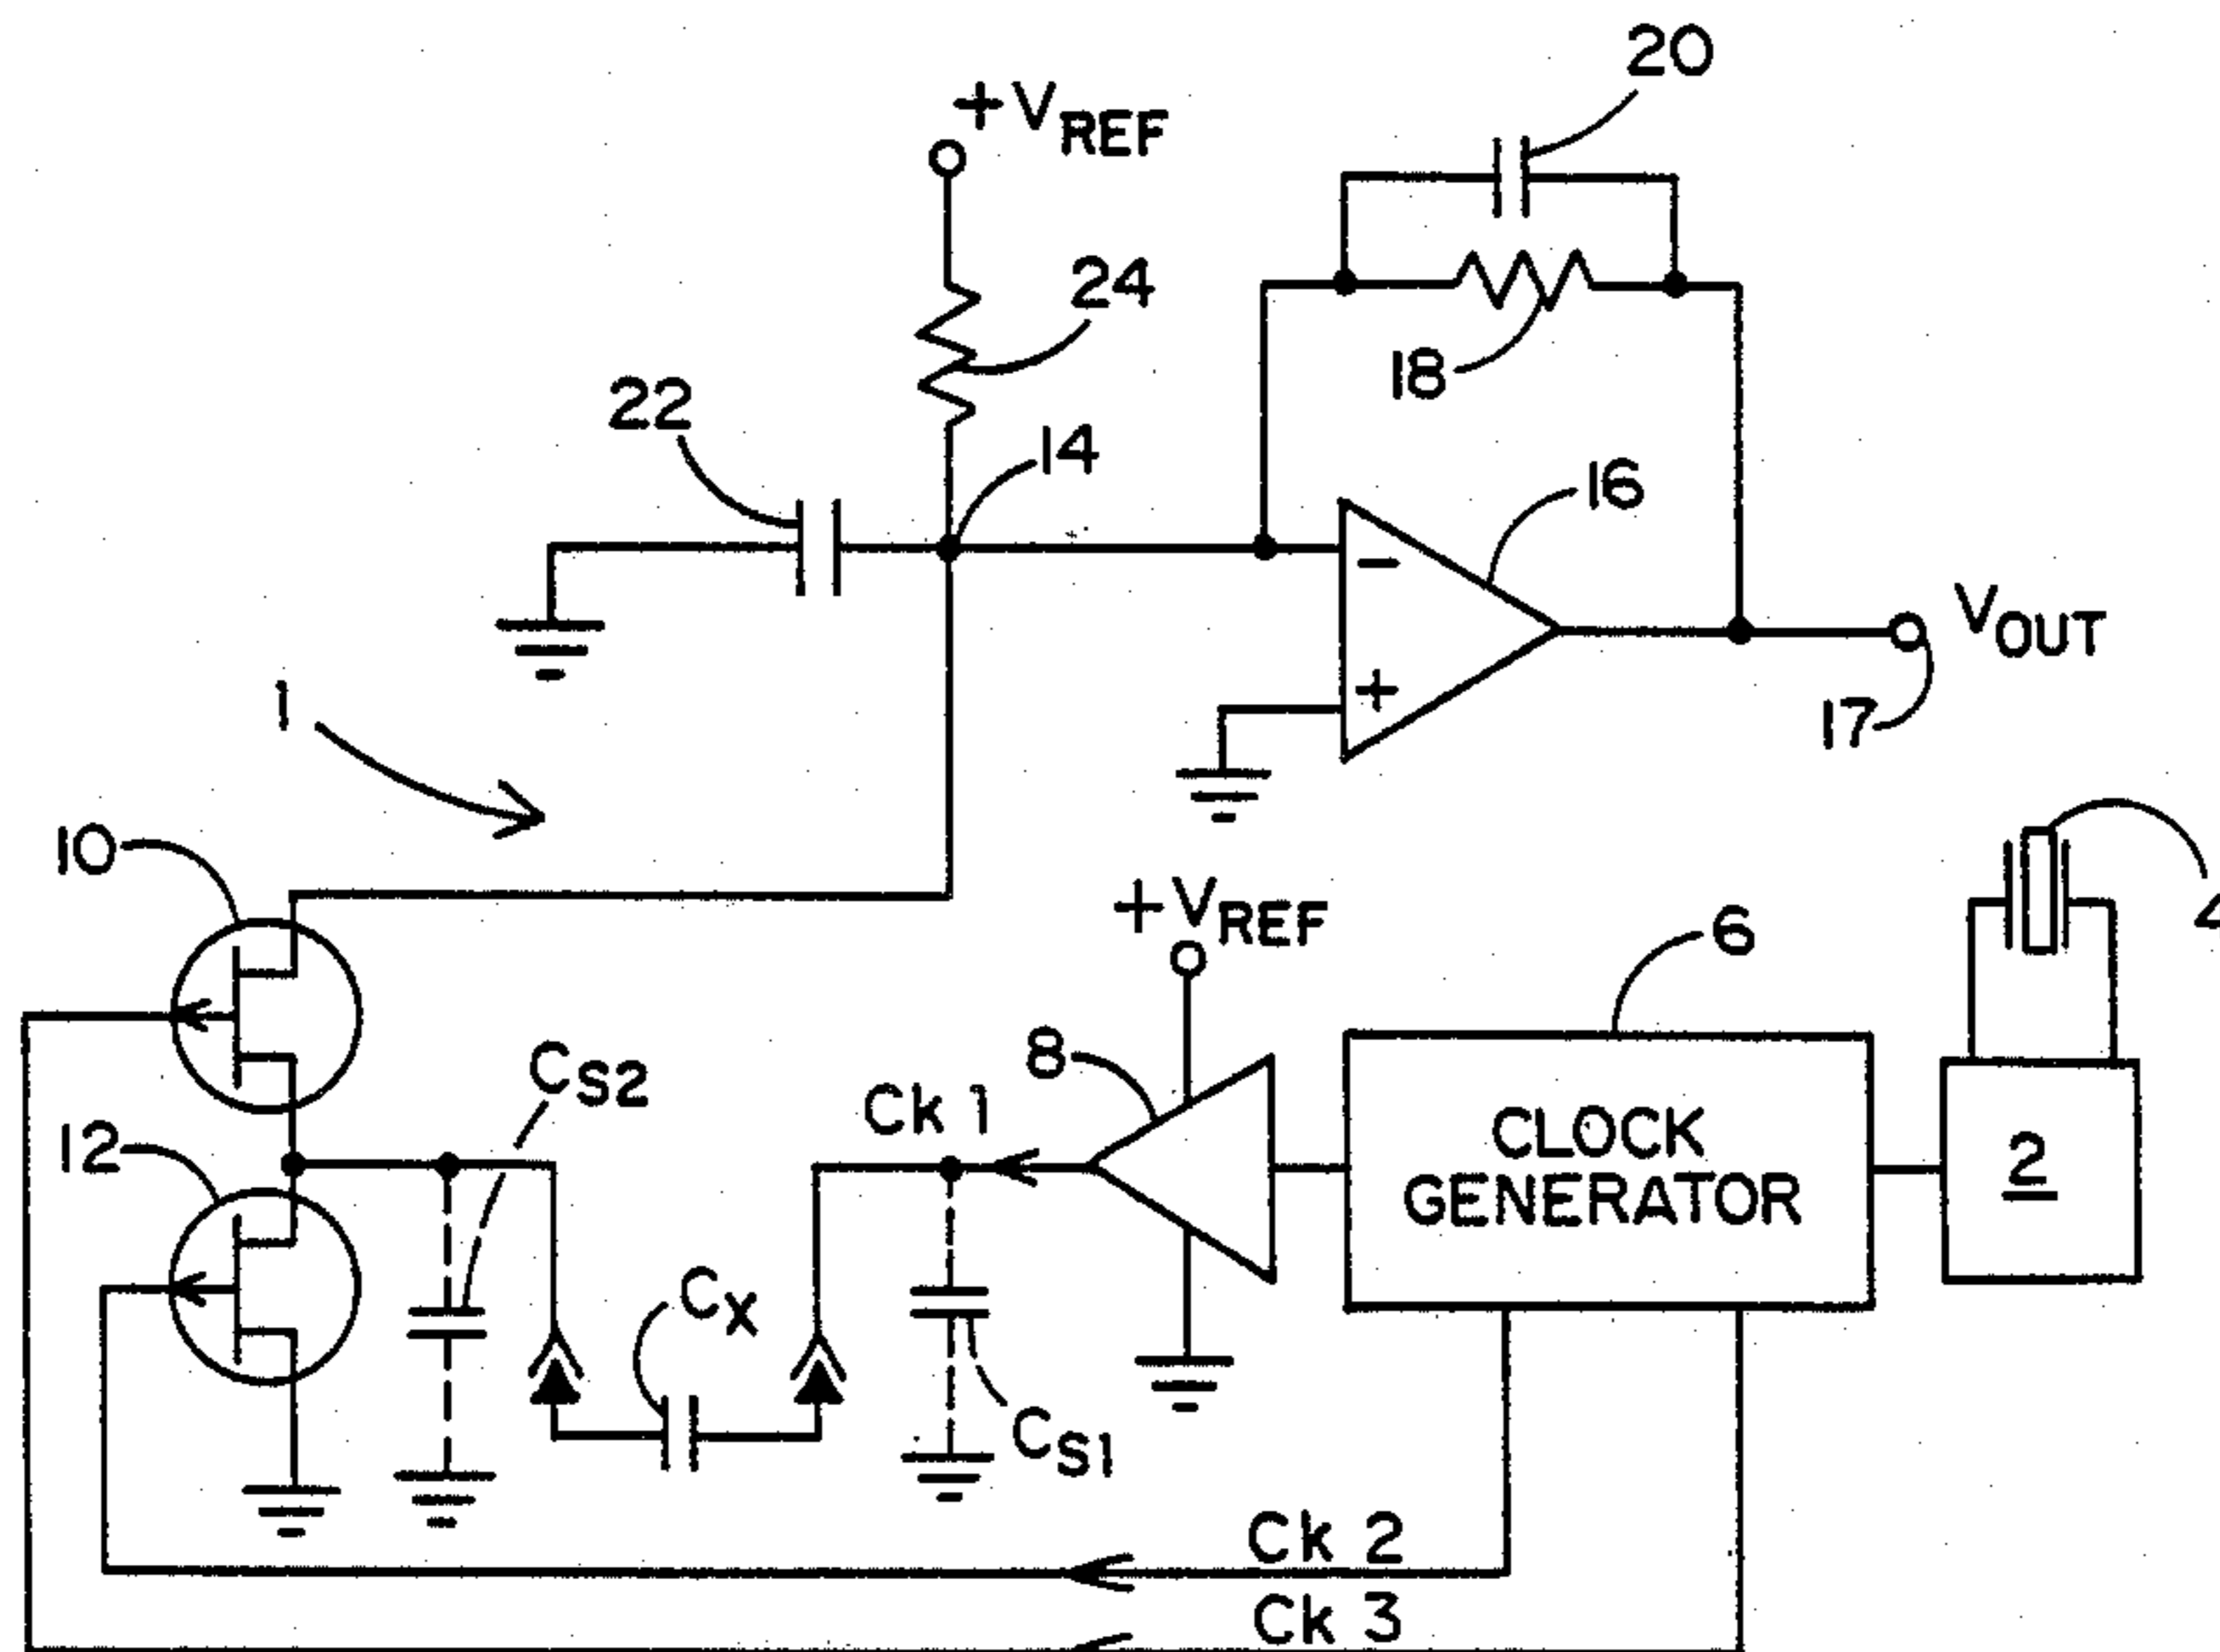 20
+VREF
24
18
22
14
16
VOUT
17
1
10
+VREF
6
4
8
CS2
Ck 1
CLOCK
GENERATOR
2
12
CX
CS1
Ck 2
Ck 3
-
+